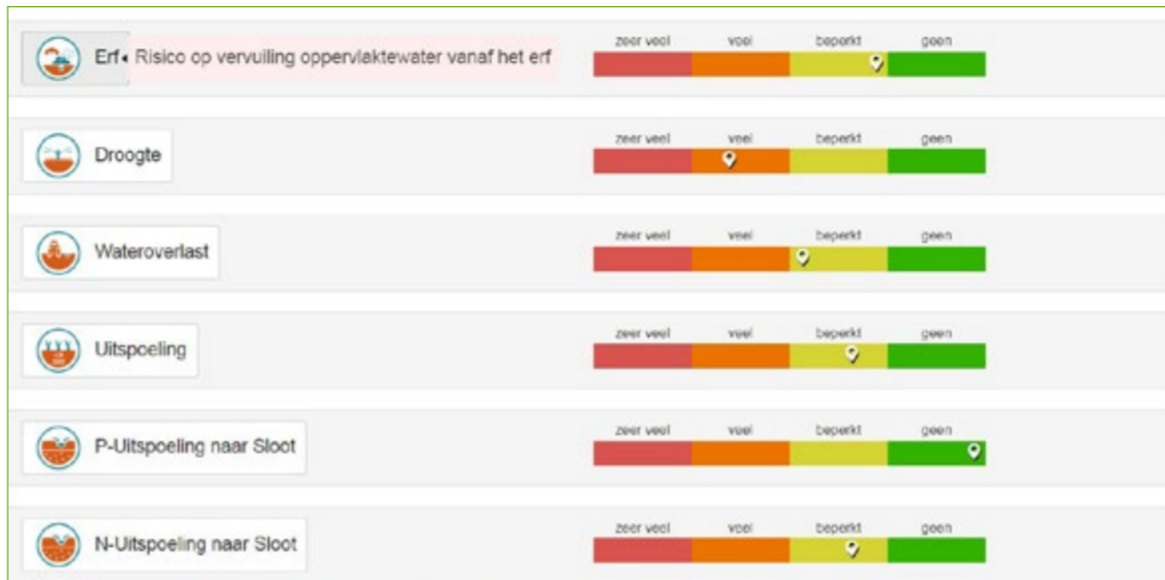 zeer veel veel beperkt geen
Erf Risico op vervuiling oppervlaktewater vanaf het erf
zeer veel veel beperkt geen
Droogte
zeer veel veel beperkt geen
Wateroverlast
zeer veel veel beperkt geen
Uitspoeling
zeer veel veel beperkt geen
P-Uitspoeling naar Sloot
zeer veel veel beperkt geen
N-Uitspoeling naar Sloot